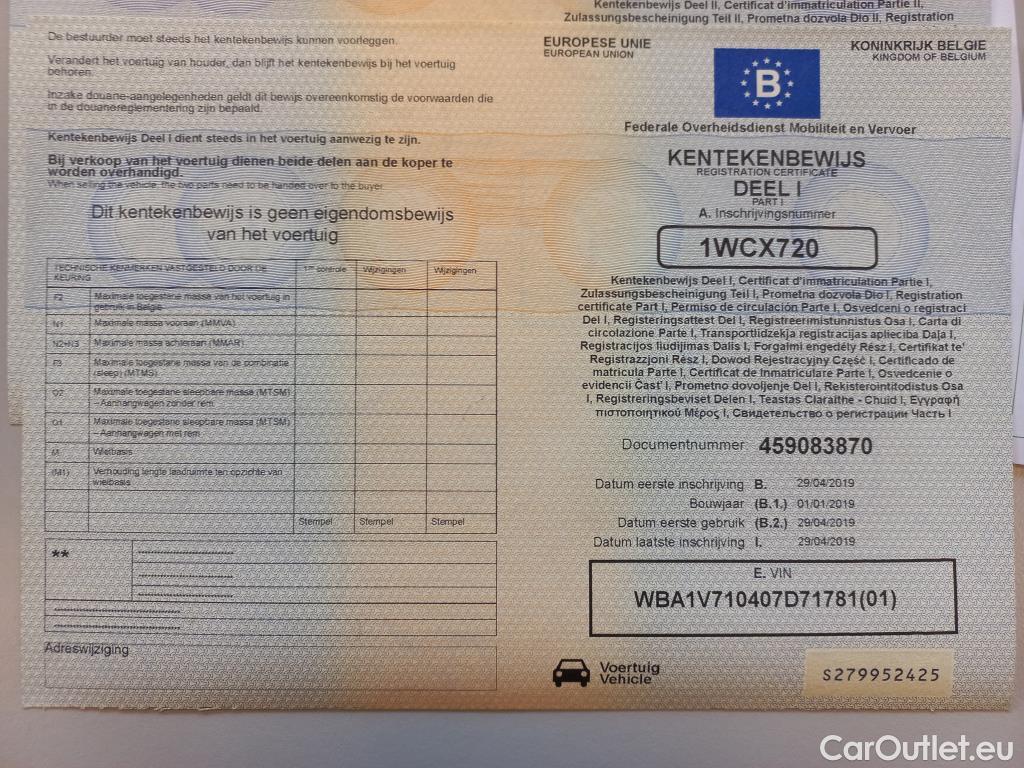 Kentekenbewijs Deel II, Certificat d'immatriculation Partie II,
Zulassungsbescheinigung Teil II, Prometna dozvola Dio II, Registration
De bestuurder moet steeds het kentekenbewijs kunnen voorleggen.
Verandert het voertuig van houder, dan blijft het kentekenbewijs bij het voertuig
behoren.
Inzake douane-aangelegenheden geldt dit bewijs overeenkomstig de voorwaarden die
in de douanereglementering zijn bepaald.
Kentekenbewijs Deel I dient steeds in het voertuig aanwezig te zijn.
Bij verkoop van het voertuig dienen beide delen aan de koper te
worden overhandigd.
When selling the vehicle, the two parts need to be handed over to the buyer
Dit kentekenbewijs is geen eigendomsbewijs
van het voertuig
TECHNISCHE KENMERKEN VASTGESTELD DOOR DE
KEURING
1ste controle Wijzigingen Wijzigingen
F2 Maximale toegestane massa van het voertuig in
gebruik in België
N1 Maximale massa vooraan (MMVA)
N2+N3 Maximale massa achteraan (MMAR)
F3 Maximale toegestane massa van de combinatie
(sleep) (MTMS)
O2 Maximale toegestane sleepbare massa (MTSM)
– Aanhangwagen zonder rem
O1 Maximale toegestane sleepbare massa (MTSM)
– Aanhangwagen met rem
M Wielbasis
(M1) Verhouding lengte laadruimte ten opzichte van
wielbasis
Stempel Stempel Stempel
**
Adreswijziging
EUROPESE UNIE
EUROPEAN UNION
B
KONINKRIJK BELGIE
KINGDOM OF BELGIUM
Federale Overheidsdienst Mobiliteit en Vervoer
KENTEKENBEWIJS
REGISTRATION CERTIFICATE
DEEL I
PART I
A. Inschrijvingsnummer
1WCX720
Kentekenbewijs Deel I, Certificat d'immatriculation Partie I,
Zulassungsbescheinigung Teil I, Prometna dozvola Dio I, Registration
certificate Part I, Permiso de circulación Parte I, Osvedceni o registraci
Del I, Registeringsattest Del I, Registreerimistunnistus Osa I, Carta di
circolazione Parte I, Transportlidzekja registracijas aplieciba Daļa I,
Registracijos liudijimas Dalis I, Forgalmi engedély Rész I, Certifikat te'
Registrazzjoni Rész I, Dowod Rejestracyjny Część I, Certificado de
matricula Parte I, Certificat de Inmatriculare Parte I, Osvedcenie o
evidencii Časť I, Prometno dovoljenje Del I, Rekisterointitodistus Osa
I, Registreringsbeviset Delen I, Teastas Claraithe - Chuid I, Εγγραφή
πιστοποιητικού Μέρος I, Свидетельство о регистрации Часть I
Documentnummer 459083870
Datum eerste inschrijving B. 29/04/2019
Bouwjaar (B.1.) 01/01/2019
Datum eerste gebruik (B.2.) 29/04/2019
Datum laatste inschrijving I. 29/04/2019
E. VIN
WBA1V710407D71781(01)
Voertuig
Vehicle
S279952425
CarOutlet.eu